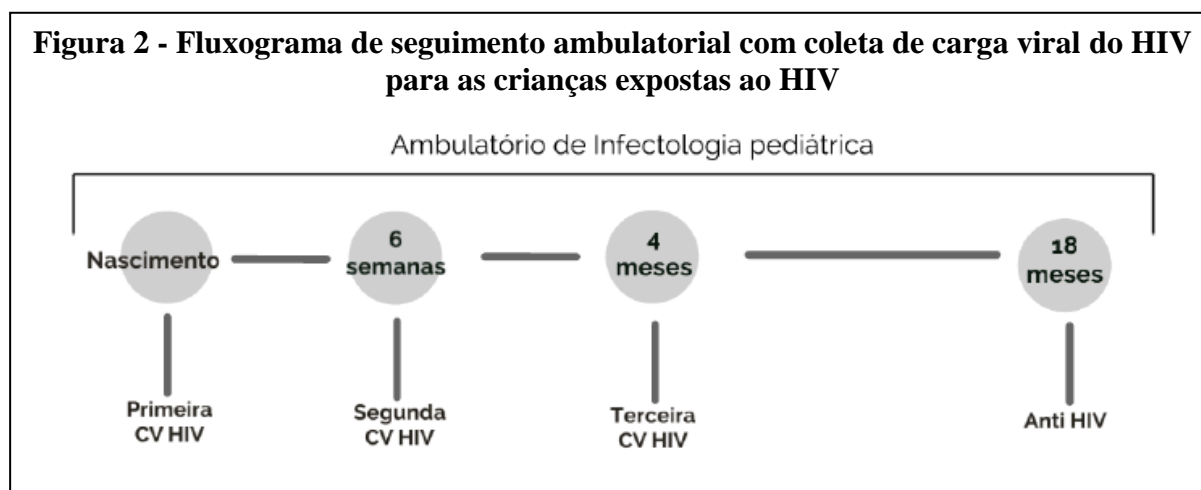 Figura 2 - Fluxograma de seguimento ambulatorial com coleta de carga viral do HIV
para as crianças expostas ao HIV
Ambulatório de Infectologia pediátrica
Nascimento
6
semanas
4
meses
18
meses
Primeira
CV HIV
Segunda
CV HIV
Terceira
CV HIV
Anti HIV